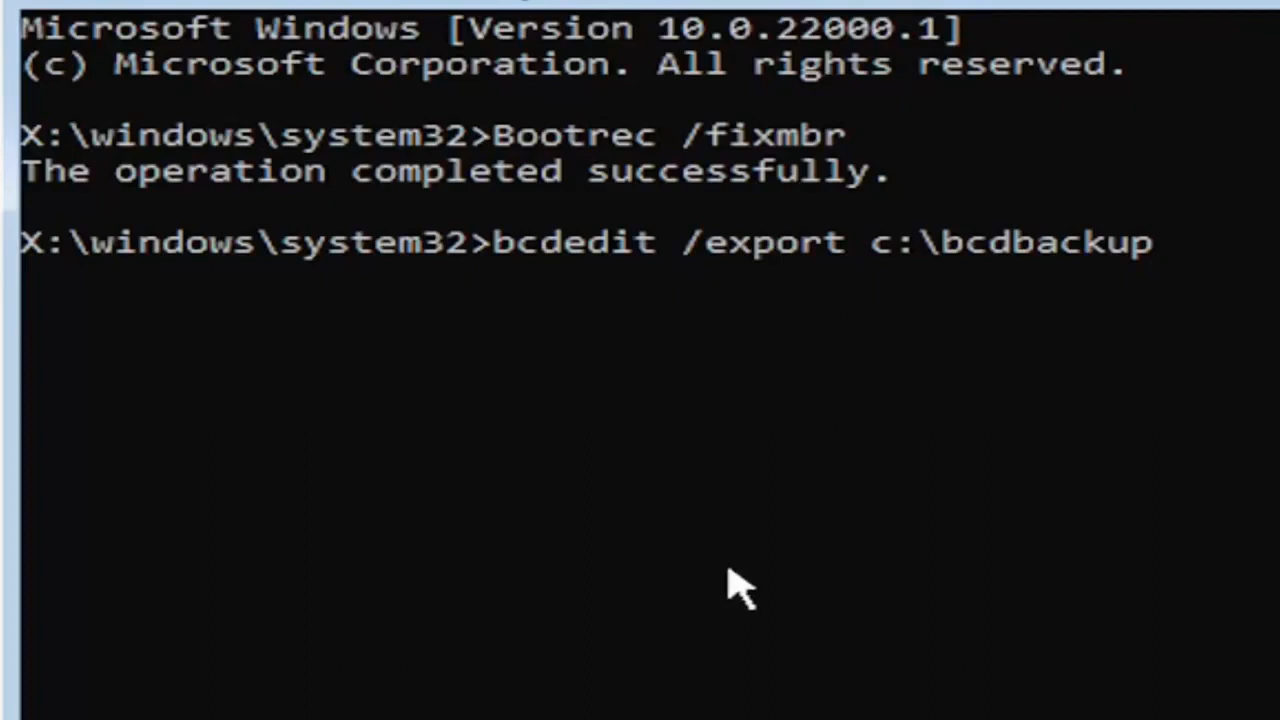 Microsoft Windows [Version 10.0.22000.1]
(c) Microsoft Corporation. All rights reserved.
X:\windows\system32>Bootrec /fixmbr
The operation completed successfully.
X:\windows\system32>bcdedit /export c:\bcdbackup